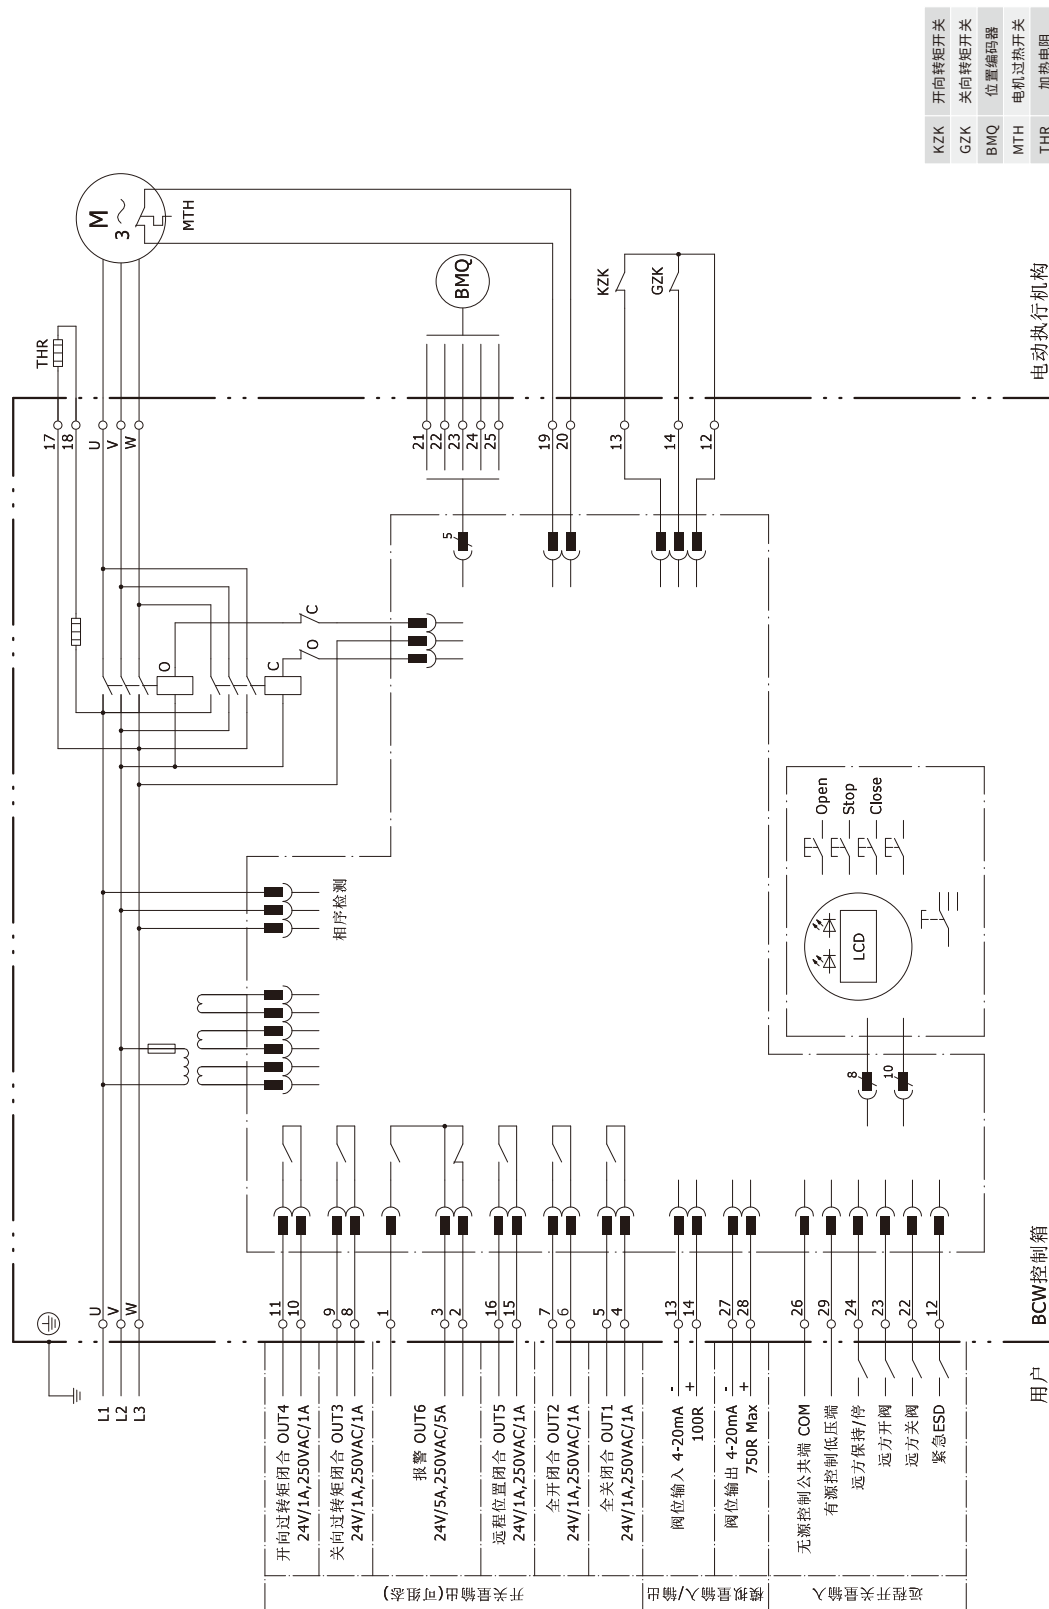 KZK 开向转矩开关
GZK 关向转矩开关
BMQ 位置编码器
MTH 电机过热开关
THR 加热电阻
电动执行机构
M
3
MTH
BMQ
KZK
GZK
THR
17
18
U
V
W
21
22
23
24
25
19
20
13
14
12
5
O
C
C
O
相序检测
Open
Stop
Close
LCD
8
10
BCW控制箱
U
V
W
11
10
9
8
1
3
2
16
15
7
6
5
4
13
14
27
28
26
29
24
23
22
12
用户
L1
L2
L3
开向过转矩闭合 OUT4
24V/1A,250VAC/1A
关向过转矩闭合 OUT3
24V/1A,250VAC/1A
报警 OUT6
24V/5A,250VAC/5A
远程位置闭合 OUT5
24V/1A,250VAC/1A
全开闭合 OUT2
24V/1A,250VAC/1A
全关闭合 OUT1
24V/1A,250VAC/1A
阀位输入 4-20mA -
100R +
阀位输出 4-20mA -
750R Max +
无源控制公共端 COM
有源控制低压端
远方保持/停
远方开阀
远方关阀
紧急ESD
开关量输出(可组态)
模拟量输入/输出
远程开关量输入